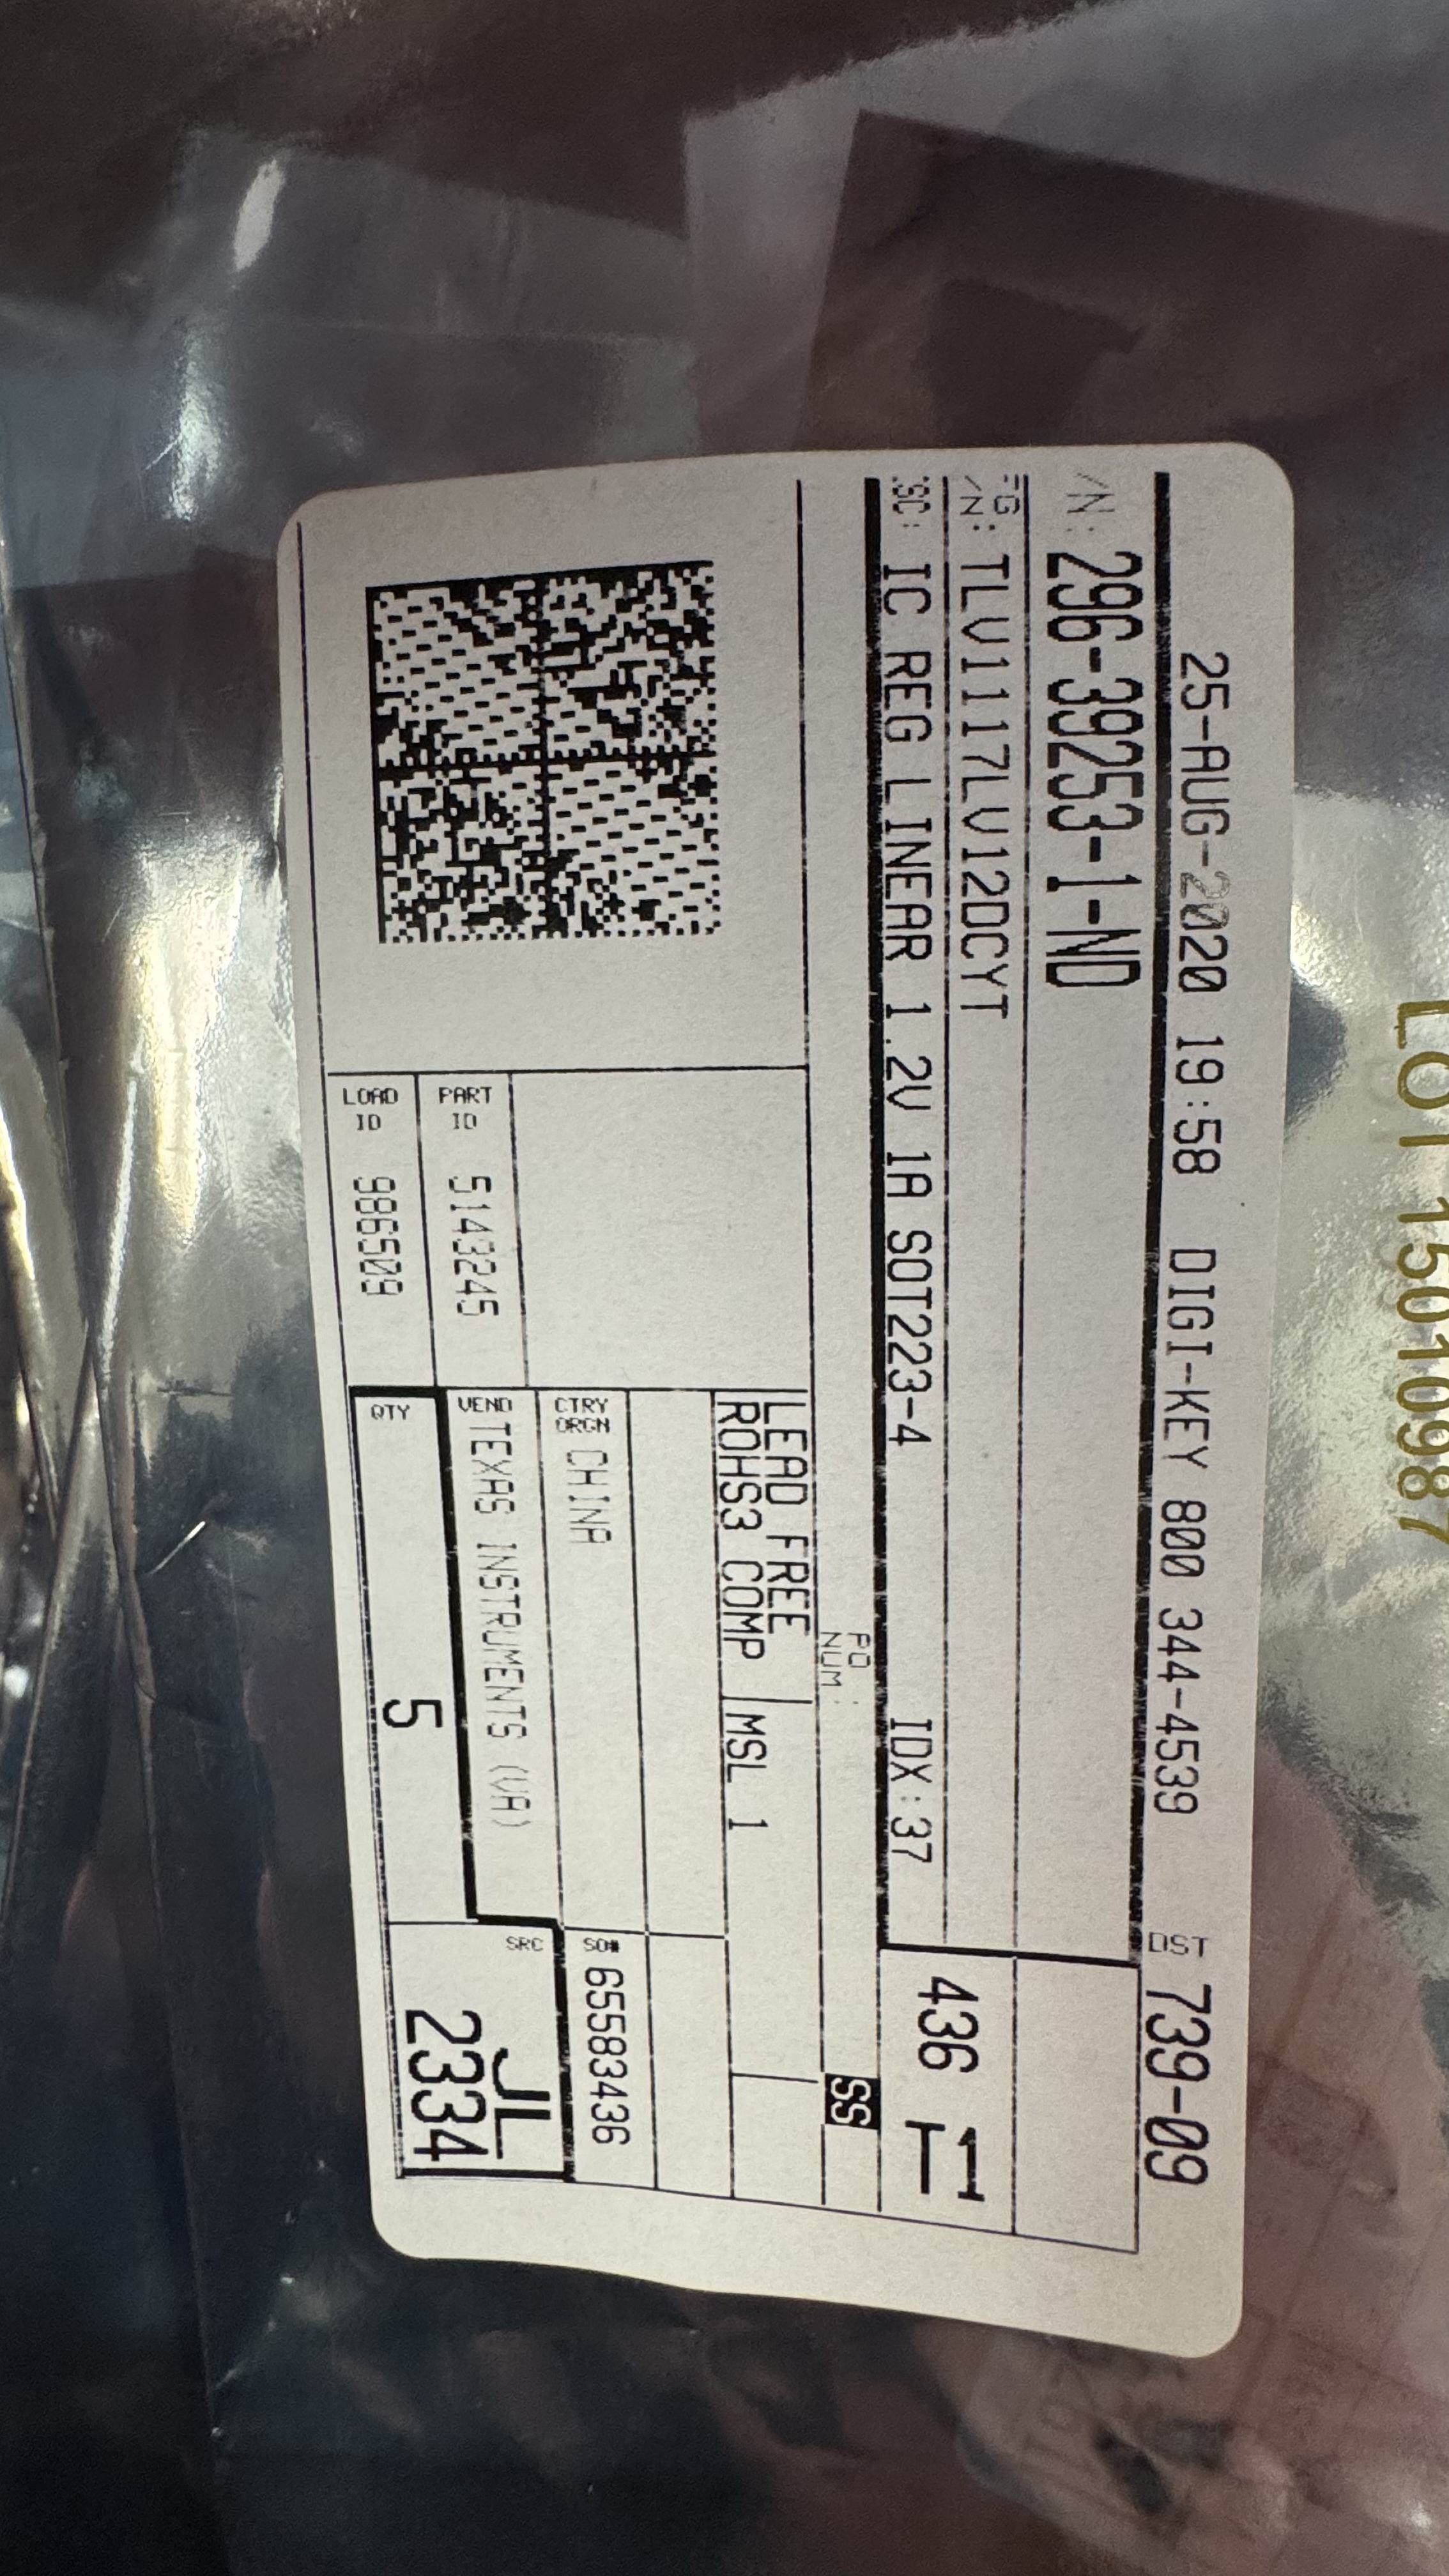 LOT 15010987
25-AUG-2020 19:58 DIGI-KEY 800 344-4539 DST 739-09
/N: 296-39253-1-ND
FG
/N: TLV1117LV12DCYT
SC: IC REG LINEAR 1.2V 1A SOT223-4 IDX:37
436 T1
PO
NUM:
SS
LEAD FREE
ROHS3 COMP
MSL 1
CTRY
ORGN CHINA
SO# 65583436
PART
ID 5143245
VEND TEXAS INSTRUMENTS (VA)
SRC JL
2334
LOAD
ID 986509
QTY 5